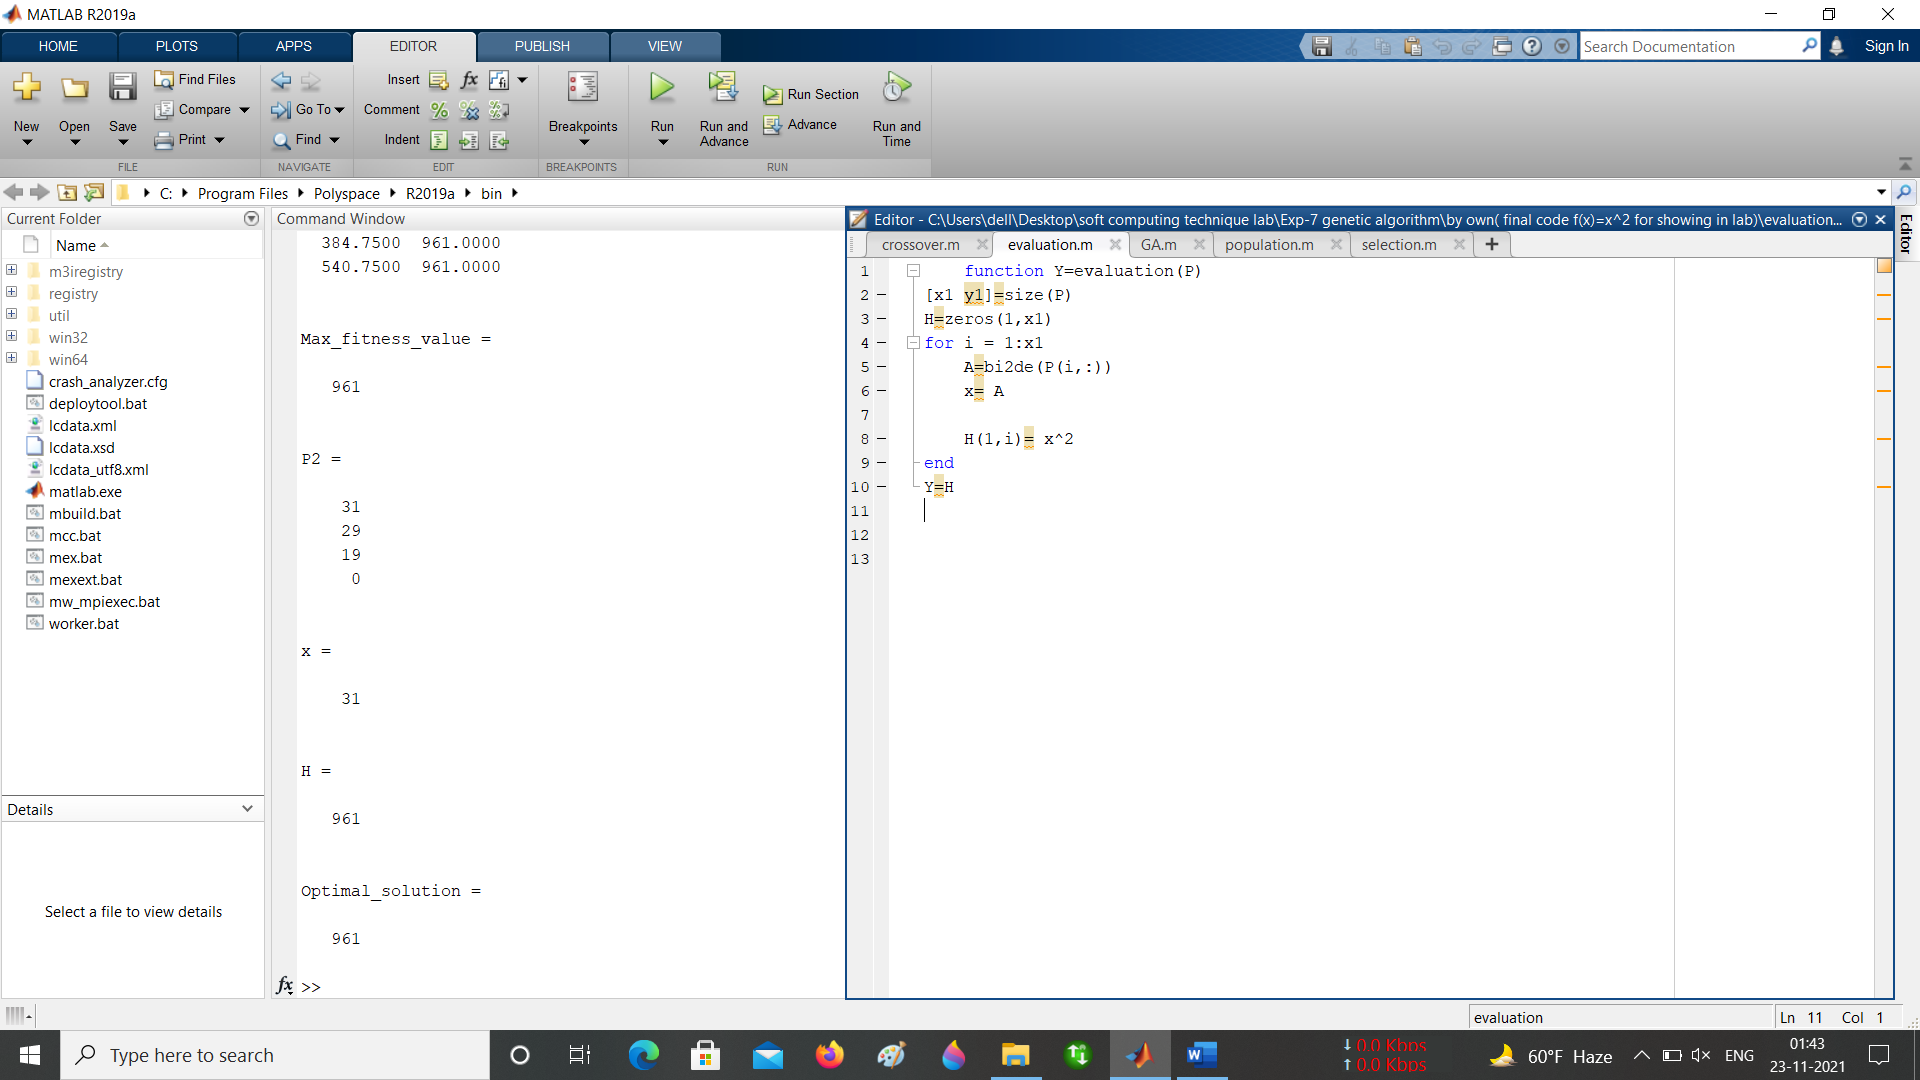 MATLAB R2019a
HOME PLOTS APPS EDITOR PUBLISH VIEW
Search Documentation Sign In
New Open Save Find Files Compare Print
Go To Find
Insert fx fi
Comment
Indent
Breakpoints
Run Run and Advance Run Section Advance Run and Time
FILE NAVIGATE EDIT BREAKPOINTS RUN
C: Program Files Polyspace R2019a bin
Current Folder
Name
m3iregistry
registry
util
win32
win64
crash_analyzer.cfg
deploytool.bat
lcdata.xml
lcdata.xsd
lcdata_utf8.xml
matlab.exe
mbuild.bat
mcc.bat
mex.bat
mexext.bat
mw_mpiexec.bat
worker.bat
Details
Select a file to view details
Command Window
384.7500 961.0000
540.7500 961.0000
Max_fitness_value =
961
P2 =
31
29
19
0
x =
31
H =
961
Optimal_solution =
961
fx >>
Editor - C:\Users\dell\Desktop\soft computing technique lab\Exp-7 genetic algorithm\by own( final code f(x)=x^2 for showing in lab)\evaluation...
Editor
crossover.m evaluation.m GA.m population.m selection.m +
1 function Y=evaluation(P)
2 – [x1 y1]=size(P)
3 – H=zeros(1,x1)
4 – for i = 1:x1
5 – A=bi2de(P(i,:))
6 – x= A
7
8 – H(1,i)= x^2
9 – end
10 – Y=H
11
12
13
evaluation Ln 11 Col 1
Type here to search
↓ 0.0 Kbps
↑ 0.0 Kbps
60°F Haze ENG
01:43
23-11-2021